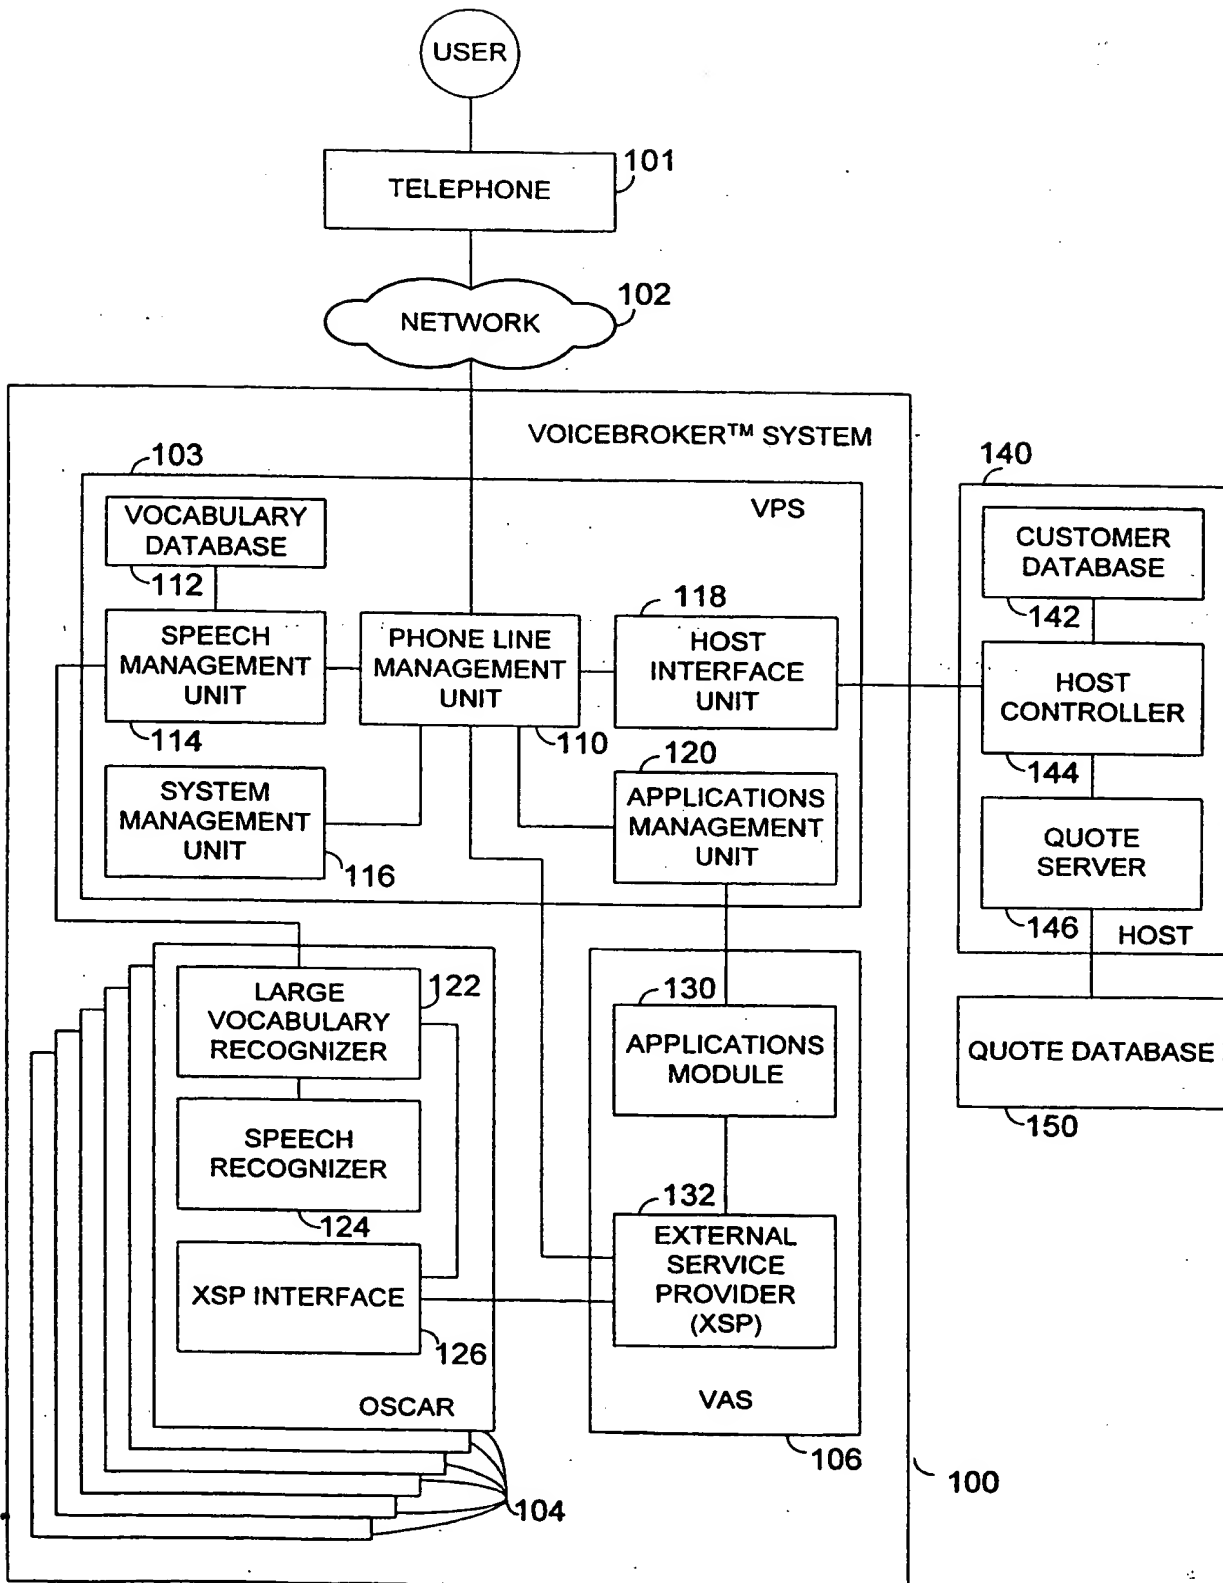 USER
101
TELEPHONE
102
NETWORK
VOICEBROKER™ SYSTEM
103
VPS
VOCABULARY
DATABASE
112
SPEECH
MANAGEMENT
UNIT
114
SYSTEM
MANAGEMENT
UNIT
116
PHONE LINE
MANAGEMENT
UNIT
110
118
HOST
INTERFACE
UNIT
120
APPLICATIONS
MANAGEMENT
UNIT
140
CUSTOMER
DATABASE
142
HOST
CONTROLLER
144
QUOTE
SERVER
146
HOST
QUOTE DATABASE
150
122
LARGE
VOCABULARY
RECOGNIZER
SPEECH
RECOGNIZER
124
XSP INTERFACE
126
OSCAR
104
130
APPLICATIONS
MODULE
132
EXTERNAL
SERVICE
PROVIDER
(XSP)
VAS
106
100